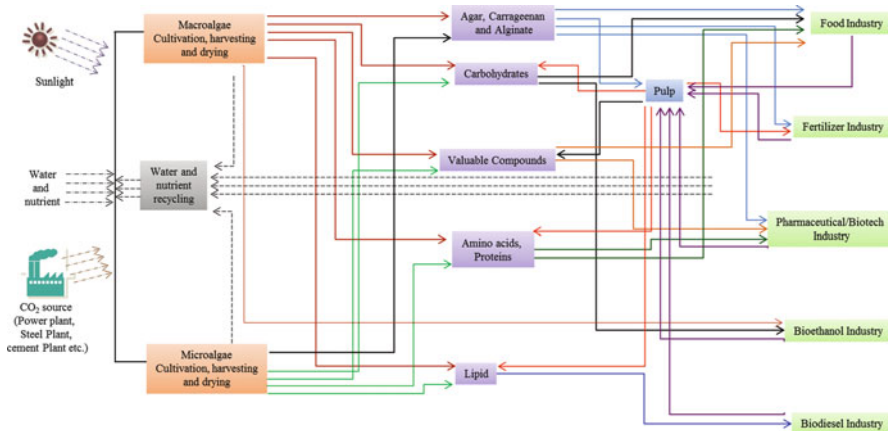 Sunlight
Water
and
nutrient
CO₂ source
(Power plant,
Steel Plant,
cement Plant etc.)
Macroalgae
Cultivation, harvesting
and drying
Water and
nutrient
recycling
Microalgae
Cultivation, harvesting
and drying
Agar, Carrageenan
and Alginate
Carbohydrates
Valuable Compounds
Amino acids,
Proteins
Lipid
Pulp
Food Industry
Fertilizer Industry
Pharmaceutical/Biotech
Industry
Bioethanol Industry
Biodiesel Industry